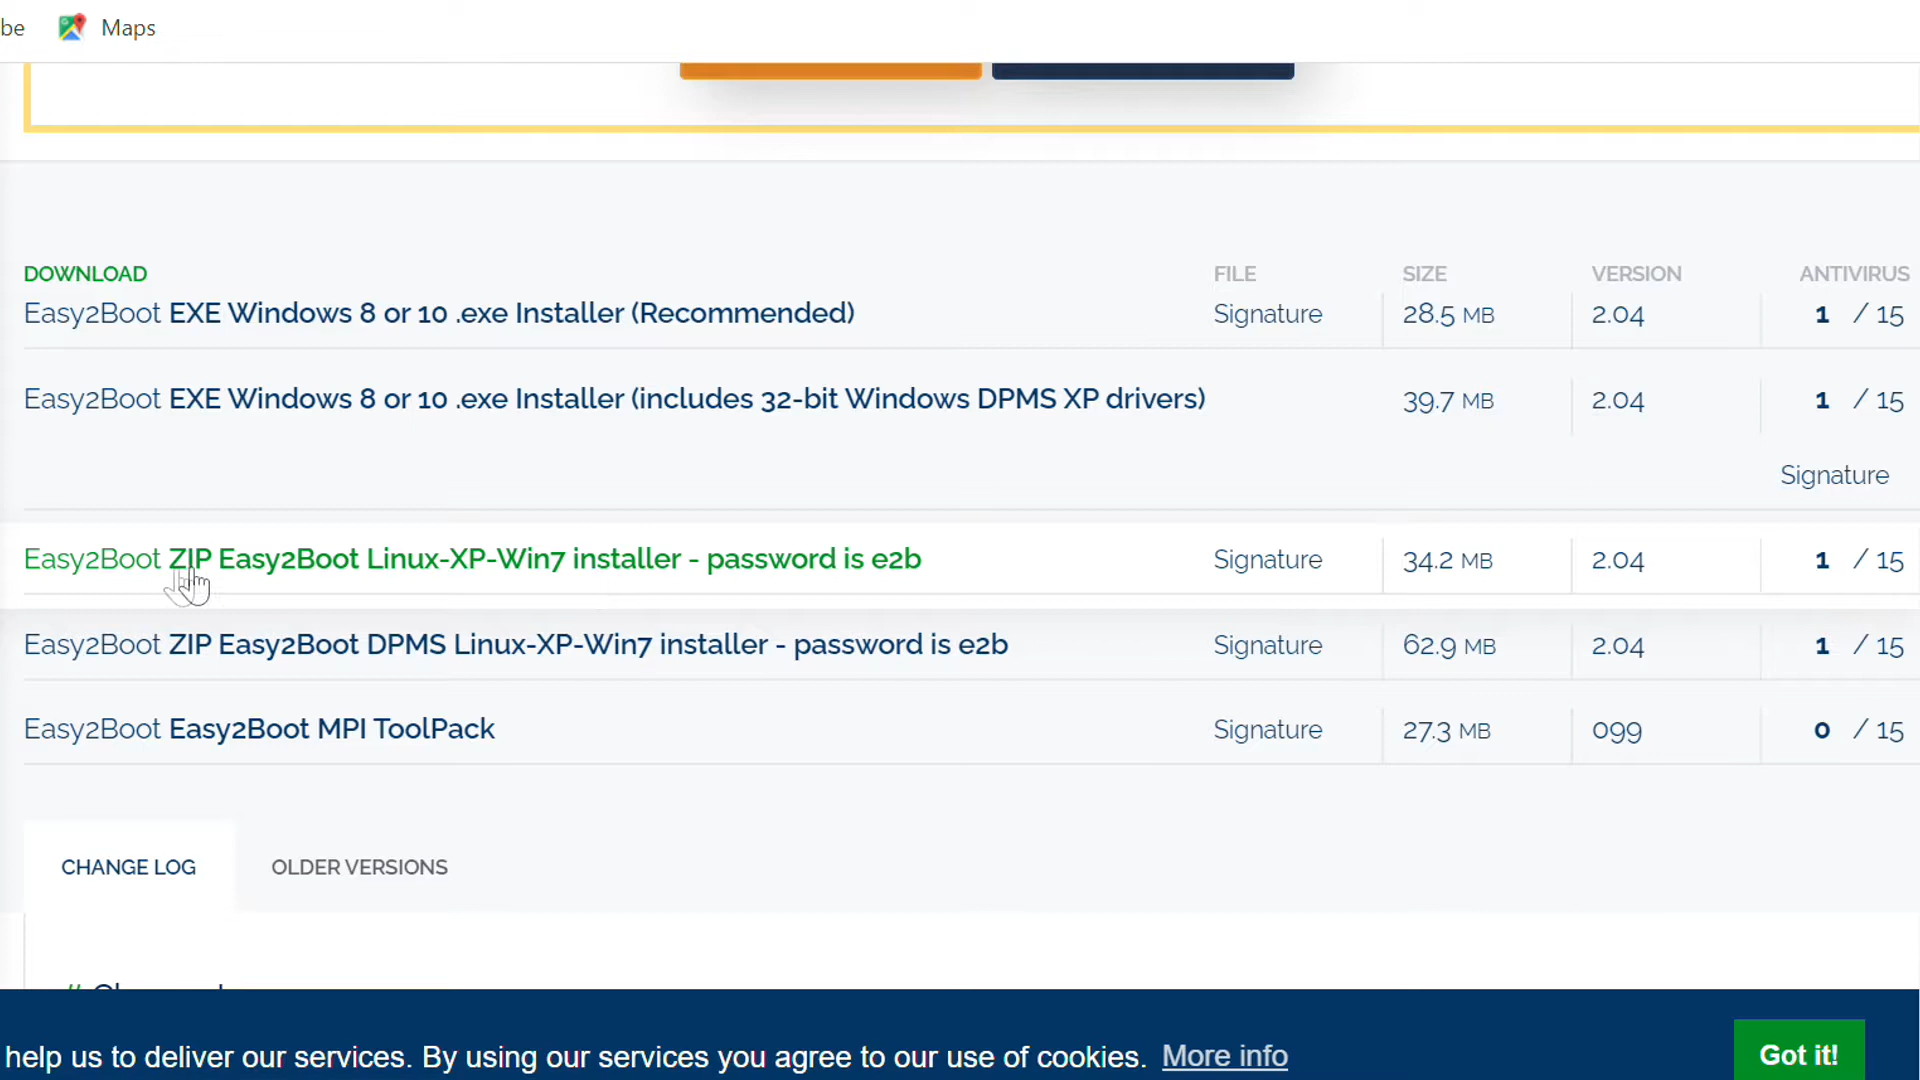 be Maps
DOWNLOAD FILE SIZE VERSION ANTIVIRUS
Easy2Boot EXE Windows 8 or 10 .exe Installer (Recommended) Signature 28.5 MB 2.04 1 / 15
Easy2Boot EXE Windows 8 or 10 .exe Installer (includes 32-bit Windows DPMS XP drivers) 39.7 MB 2.04 1 / 15
Signature
Easy2Boot ZIP Easy2Boot Linux-XP-Win7 installer - password is e2b Signature 34.2 MB 2.04 1 / 15
Easy2Boot ZIP Easy2Boot DPMS Linux-XP-Win7 installer - password is e2b Signature 62.9 MB 2.04 1 / 15
Easy2Boot Easy2Boot MPI ToolPack Signature 27.3 MB 099 0 / 15
CHANGE LOG OLDER VERSIONS
help us to deliver our services. By using our services you agree to our use of cookies. More info Got it!